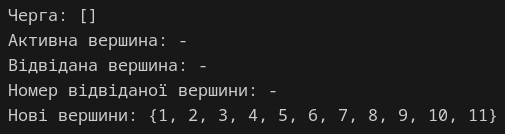 Черга: []
Активна вершина: -
Відвідана вершина: -
Номер відвіданої вершини: -
Нові вершини: {1, 2, 3, 4, 5, 6, 7, 8, 9, 10, 11}